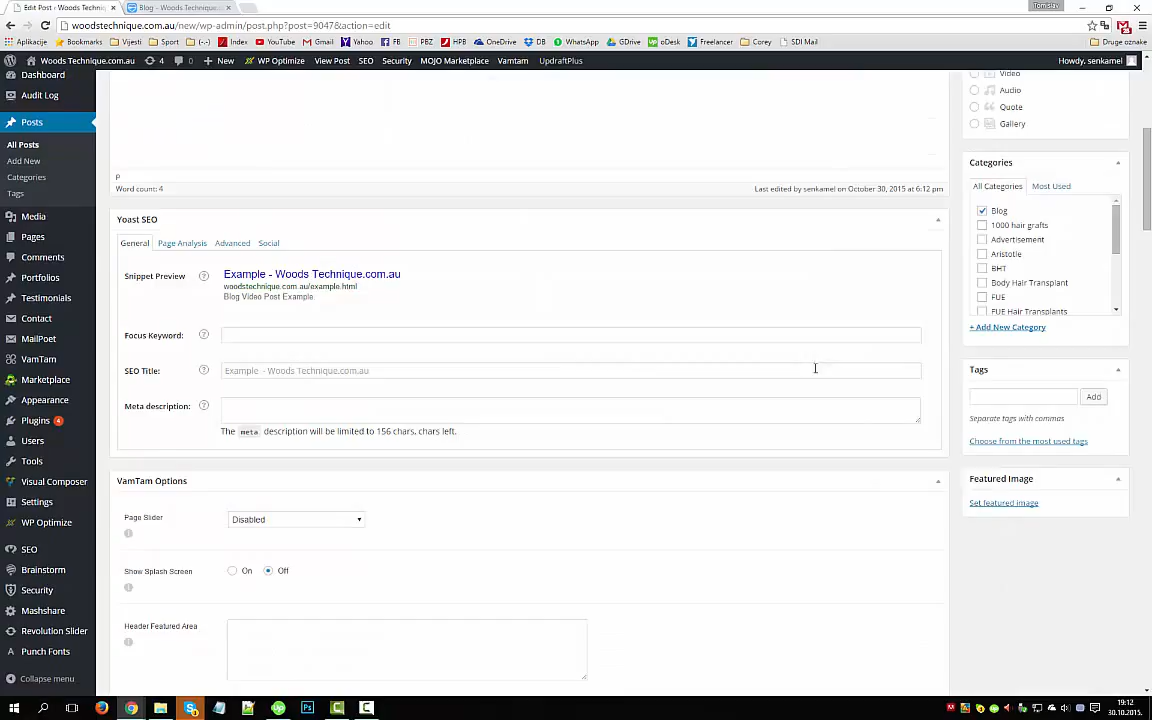 Edit Post ‹ Woods Techniq
Blog - Woods Technique.co
Tomislav
woodstechnique.com.au/new/wp-admin/post.php?post=9047&action=edit
Aplikacije Bookmarks Vijesti Sport (-.-) Index YouTube Gmail Yahoo FB PBZ HPB OneDrive DB WhatsApp GDrive oDesk Freelancer Corey SDI Mail Druge oznake
Woods Technique.com.au 4 0 New WP Optimize View Post SEO Security MOJO Marketplace Vamtam UpdraftPlus Howdy, senkamel
Dashboard
Audit Log
Posts
All Posts
Add New
Categories
Tags
Media
Pages
Comments
Portfolios
Testimonials
Contact
MailPoet
VamTam
Marketplace
Appearance
Plugins 4
Users
Tools
Visual Composer
Settings
WP Optimize
SEO
Brainstorm
Security
Mashshare
Revolution Slider
Punch Fonts
Collapse menu
P
Word count: 4
Last edited by senkamel on October 30, 2015 at 6:12 pm
Yoast SEO
General Page Analysis Advanced Social
Snippet Preview
Example - Woods Technique.com.au
woodstechnique.com.au/example.html
Blog Video Post Example
Focus Keyword:
SEO Title:
Example - Woods Technique.com.au
Meta description:
The meta description will be limited to 156 chars, chars left.
VamTam Options
Page Slider
Disabled
Show Splash Screen
On Off
Header Featured Area
Video
Audio
Quote
Gallery
Categories
All Categories Most Used
Blog
1000 hair grafts
Advertisement
Aristotle
BHT
Body Hair Transplant
FUE
FUE Hair Transplants
+ Add New Category
Tags
Add
Separate tags with commas
Choose from the most used tags
Featured Image
Set featured image
19:12
30.10.2015.